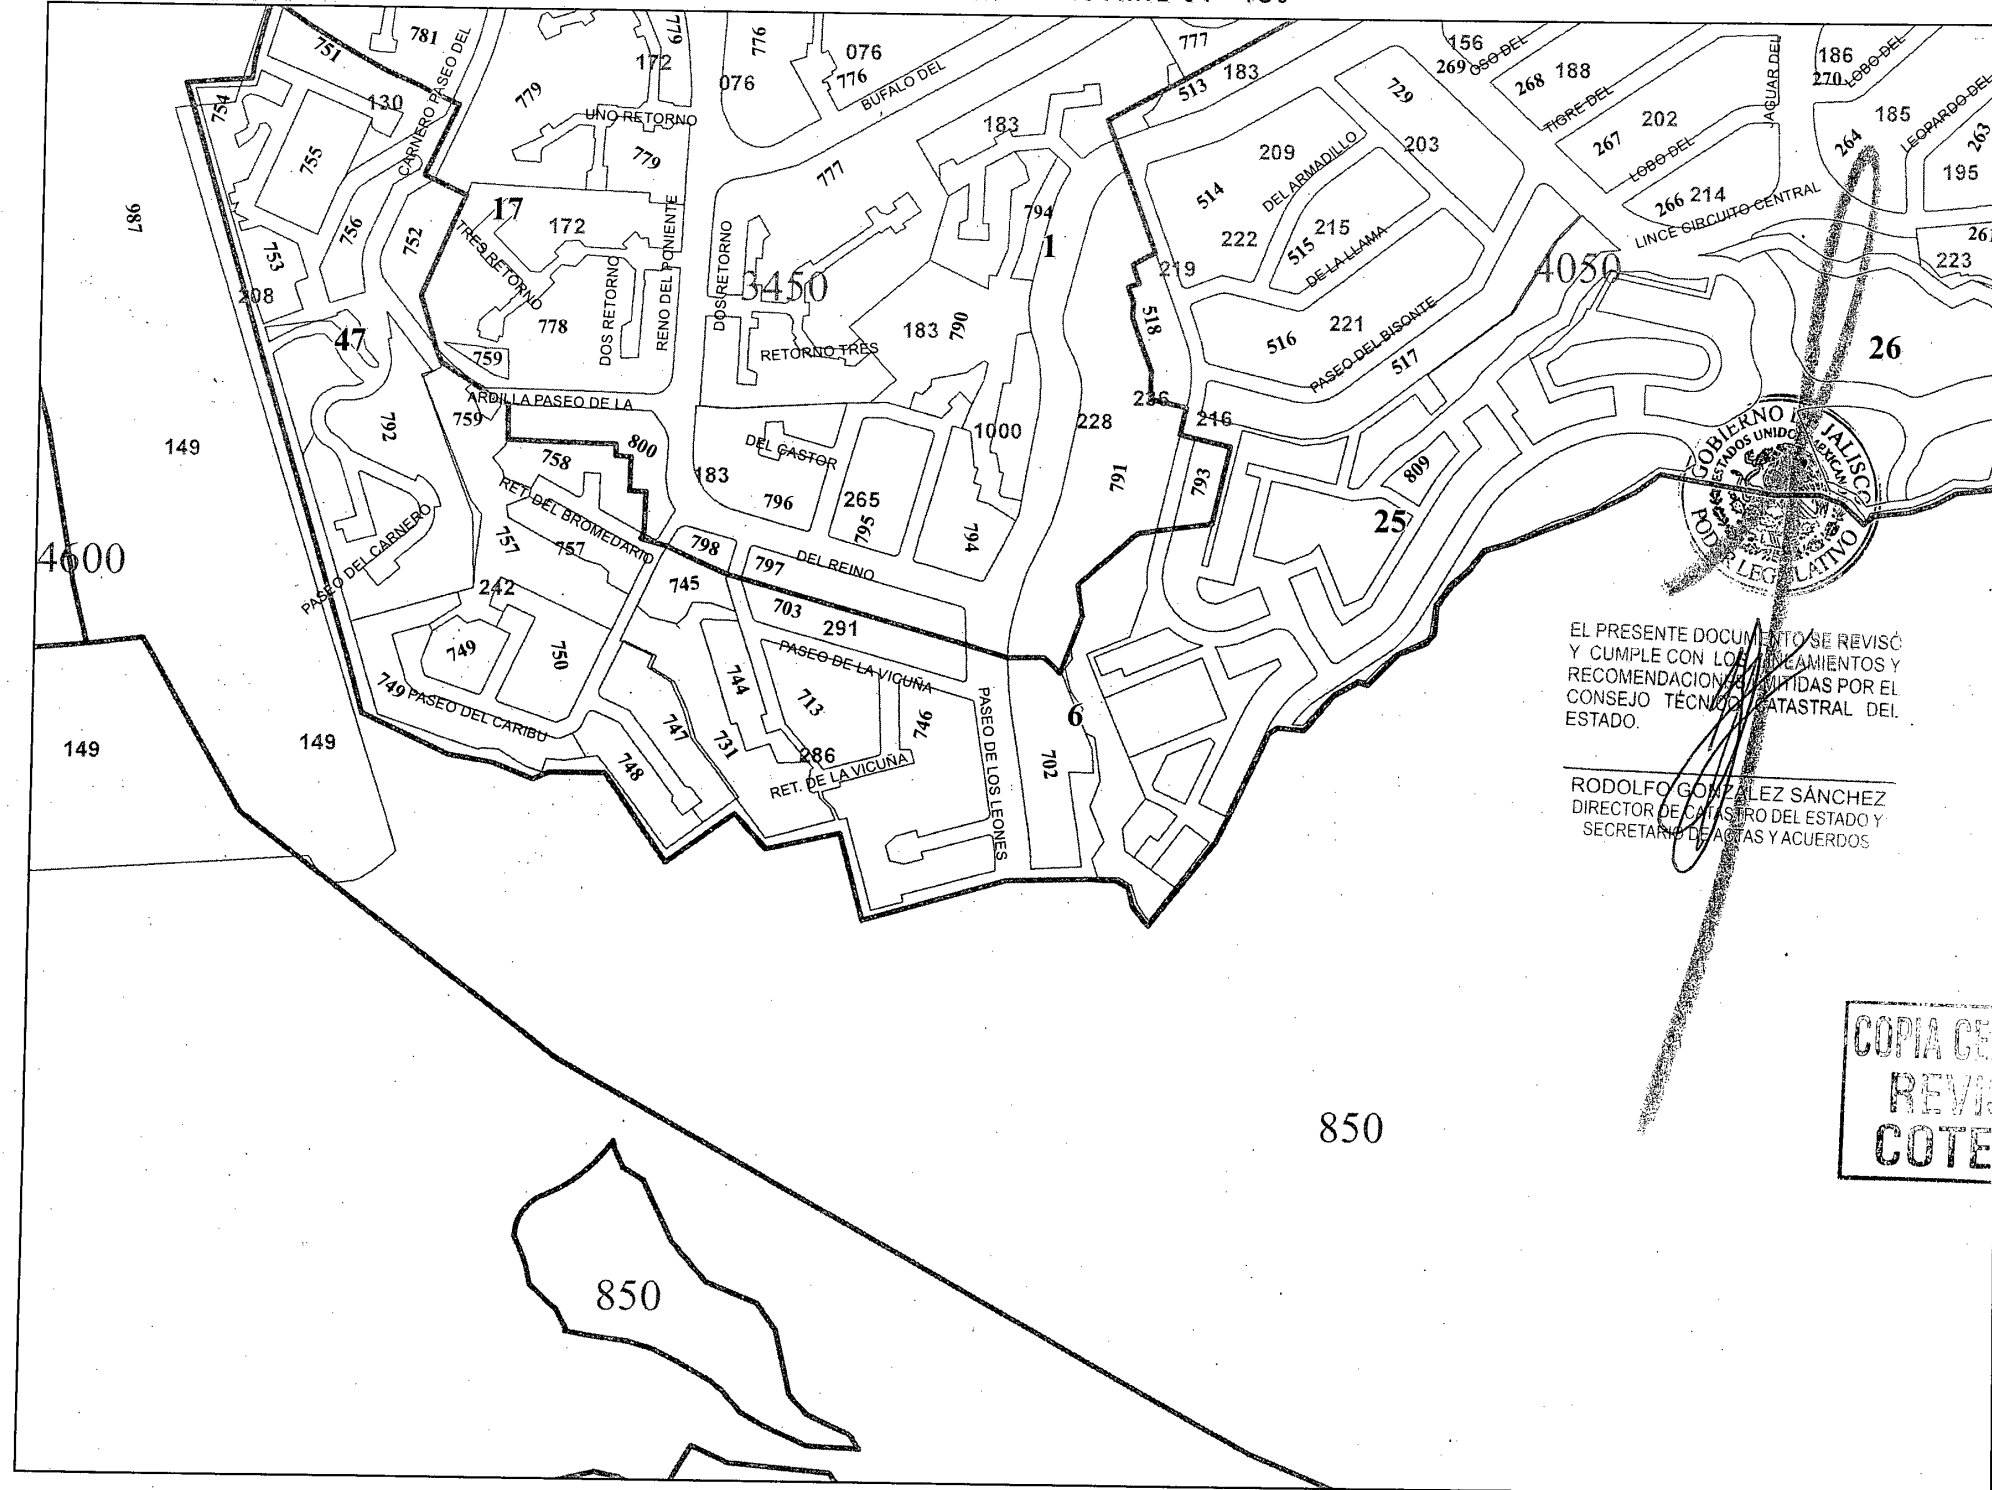 751
781
CARNERO PASEO DEL
779
779
172
776
076
776
076
BUFALO DEL
777
183
513
156
269
OSO DEL
268
188
TIGRE DEL
JAGUAR DEL
186
270
LOBO DEL
185
264
LEOPARDO DEL
263
195
754
130
755
UNO RETORNO
779
777
183
729
203
209
DEL ARMADILLO
514
267
202
LOBO DEL
266
214
LINCE CIRCUITO CENTRAL
987
756
752
17
172
TRES RETORNO
DOS RETORNO
RENO DEL PONIENTE
DOS RETORNO
794
1
222
515
215
DE LA LLAMA
261
223
753
208
3450
219
4050
47
778
759
RETORNO TRES
183
790
518
516
221
PASEO DEL BISONTE
517
26
ARDILLA PASEO DE LA
759
792
149
800
758
DEL CASTOR
183
796
265
795
1000
794
228
236
216
791
793
809
25
4600
PASEO DEL CARNERO
RET. DEL BROMEDARIO
757
757
242
798
797
DEL REINO
745
703
291
PASEO DE LA VICUÑA
749
750
749
PASEO DEL CARIBU
744
713
746
747
731
748
286
RET. DE LA VICUÑA
PASEO DE LOS LEONES
6
702
149
149
GOBIERNO DE JALISCO
ESTADOS UNIDOS MEXICANOS
PODER LEGISLATIVO
EL PRESENTE DOCUMENTO SE REVISÓ
Y CUMPLE CON LOS LINEAMIENTOS Y
RECOMENDACIONES EMITIDAS POR EL
CONSEJO TÉCNICO CATASTRAL DEL
ESTADO.
RODOLFO GONZÁLEZ SÁNCHEZ
DIRECTOR DE CATASTRO DEL ESTADO Y
SECRETARIO DE ACTAS Y ACUERDOS
COPIA CE
REVIS
COTE
850
850